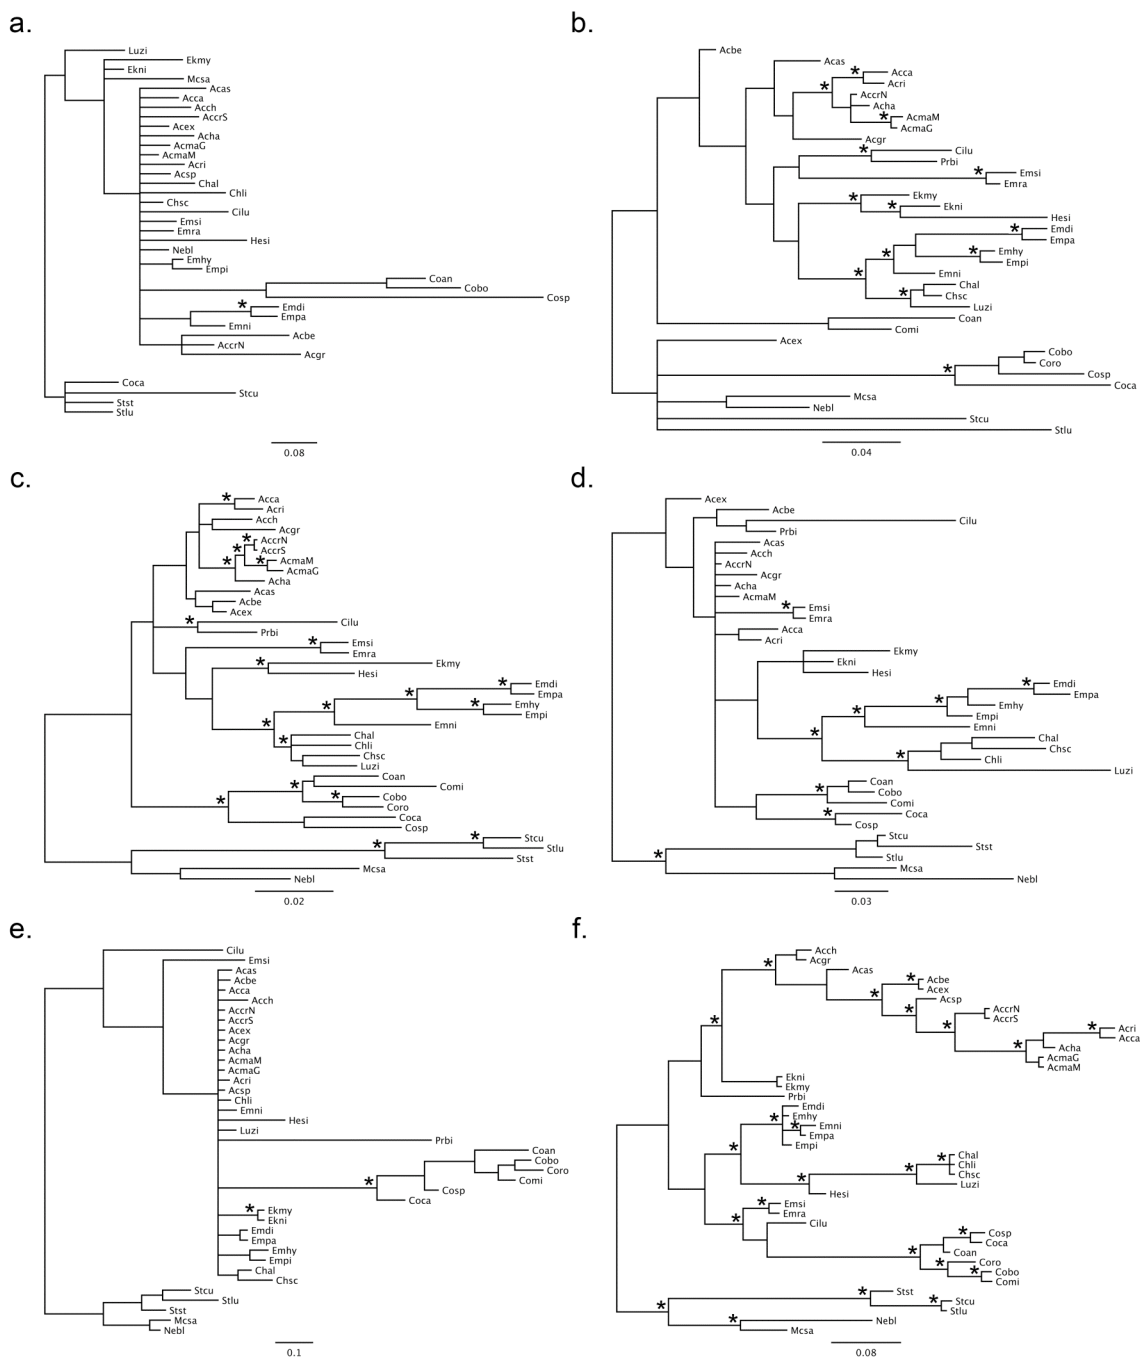 a.
Luzi
Ekmy
Ekni
Mcsa
Acas
Acca
Acch
AccrS
Acex
Acha
AcmaG
AcmaM
Acri
Acsp
Chal
Chli
Chsc
Cilu
Emsi
Emra
Hesi
Nebl
Emhy
Empi
Coan
Cobo
Cosp
* Emdi
Empa
Emni
Acbe
AccrN
Acgr
Coca
Stcu
Stst
Stlu
0.08
b.
Acbe
Acas
* * Acca
Acri
AccrN
Acha
* AcmaM
AcmaG
Acgr
* Cilu
Prbi
* Emsi
Emra
* Ekmy
* Ekni
Hesi
* Emdi
Empa
* * Emhy
Empi
* Emni
* Chal
Chsc
Luzi
Coan
Comi
Acex
Cobo
Coro
* Cosp
Coca
Mcsa
Nebl
Stcu
Stlu
0.04
c.
* Acca
Acri
Acch
Acgr
* AccrN
* AccrS
* * AcmaM
AcmaG
Acha
Acas
Acbe
Acex
* Cilu
Prbi
* Emsi
Emra
* Ekmy
Hesi
* Emdi
* Empa
* * Emhy
Empi
* Emni
* Chal
Chli
Chsc
Luzi
Coan
* Comi
* * Cobo
Coro
Coca
Cosp
* Stcu
* Stlu
Stst
Mcsa
Nebl
0.02
d.
Acex
Acbe
Cilu
Prbi
Acas
Acch
AccrN
Acgr
Acha
AcmaM
* Emsi
Emra
Acca
Acri
Ekmy
Ekni
Hesi
* Emdi
Empa
* * Emhy
Empi
* Emni
Chal
* Chsc
Chli
Luzi
Coan
* Cobo
Comi
* Coca
Cosp
Stcu
Stst
* Stlu
Mcsa
Nebl
0.03
e.
Cilu
Emsi
Acas
Acbe
Acca
Acch
AccrN
AccrS
Acex
Acgr
Acha
AcmaM
AcmaG
Acri
Acsp
Chli
Emni
Hesi
Luzi
Prbi
Coan
Cobo
Coro
* Comi
Cosp
Coca
* Ekmy
Ekni
Emdi
Empa
Emhy
Empi
Chal
Chsc
Stcu
Stlu
Stst
Mcsa
Nebl
0.1
f.
Acch
* Acgr
Acas
* Acbe
* Acex
* Acsp
AccrN
* * AccrS
* Acri
* Acca
Acha
AcmaG
AcmaM
Ekni
Ekmy
Prbi
Emdi
* Emhy
* Emni
Empa
* Empi
* Chal
* Chli
* Chsc
Luzi
Hesi
* Emsi
Emra
* Cilu
* Cosp
Coca
* Coan
* Coro
* Cobo
Comi
* Stst
* * Stcu
Stlu
* Nebl
Mcsa
0.08